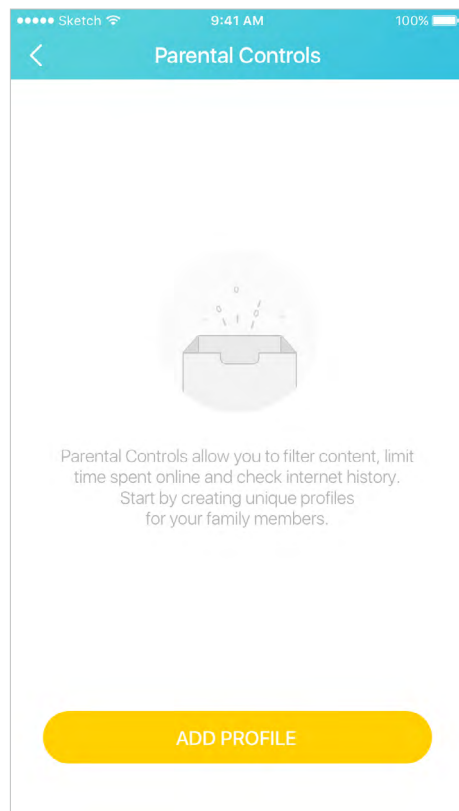 Sketch 9:41 AM 100%
Parental Controls
Parental Controls allow you to filter content, limit
time spent online and check internet history.
Start by creating unique profiles
for your family members.
ADD PROFILE